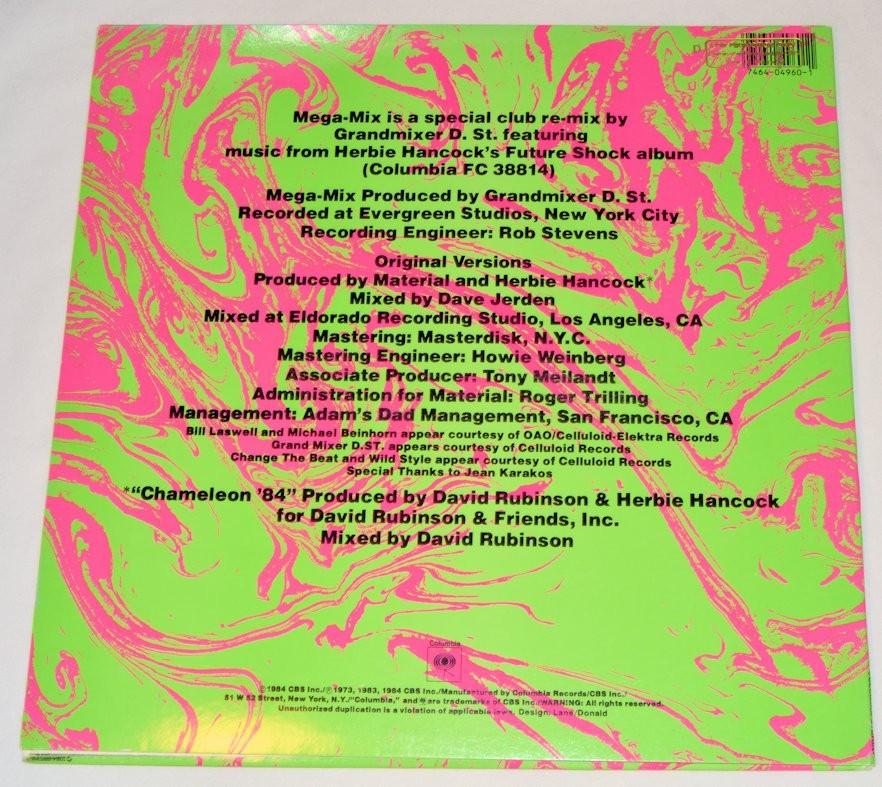 7464-04960-1
Mega-Mix is a special club re-mix by
Grandmixer D. St. featuring
music from Herbie Hancock's Future Shock album
(Columbia FC 38814)
Mega-Mix Produced by Grandmixer D. St.
Recorded at Evergreen Studios, New York City
Recording Engineer: Rob Stevens
Original Versions
Produced by Material and Herbie Hancock*
Mixed by Dave Jerden
Mixed at Eldorado Recording Studio, Los Angeles, CA
Mastering: Masterdisk, N.Y.C.
Mastering Engineer: Howie Weinberg
Associate Producer: Tony Meilandt
Administration for Material: Roger Trilling
Management: Adam's Dad Management, San Francisco, CA
Bill Laswell and Michael Beinhorn appear courtesy of OAO/Celluloid-Elektra Records
Grand Mixer D.ST. appears courtesy of Celluloid Records
Change The Beat and Wild Style appear courtesy of Celluloid Records
Special Thanks to Jean Karakos
*“Chameleon '84” Produced by David Rubinson & Herbie Hancock
for David Rubinson & Friends, Inc.
Mixed by David Rubinson
Columbia
©1984 CBS Inc./℗ 1973, 1983, 1984 CBS Inc./Manufactured by Columbia Records/CBS Inc./
51 W 52 Street, New York, N.Y./"Columbia," and are trademarks of CBS Inc./WARNING: All rights reserved.
Unauthorized duplication is a violation of applicable laws. Design: Lane/Donald